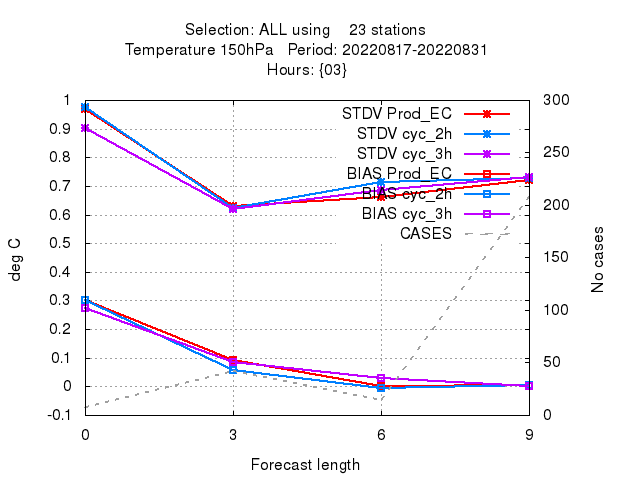 Selection: ALL using 23 stations
Temperature 150hPa Period: 20220817-20220831
Hours: {03}
1
0.9
0.8
0.7
0.6
0.5
0.4
0.3
0.2
0.1
0
-0.1
deg C
STDV Prod_EC
STDV cyc_2h
STDV cyc_3h
BIAS Prod_EC
BIAS cyc_2h
BIAS cyc_3h
CASES
300
250
200
150
100
50
0
No cases
0 3 6 9
Forecast length